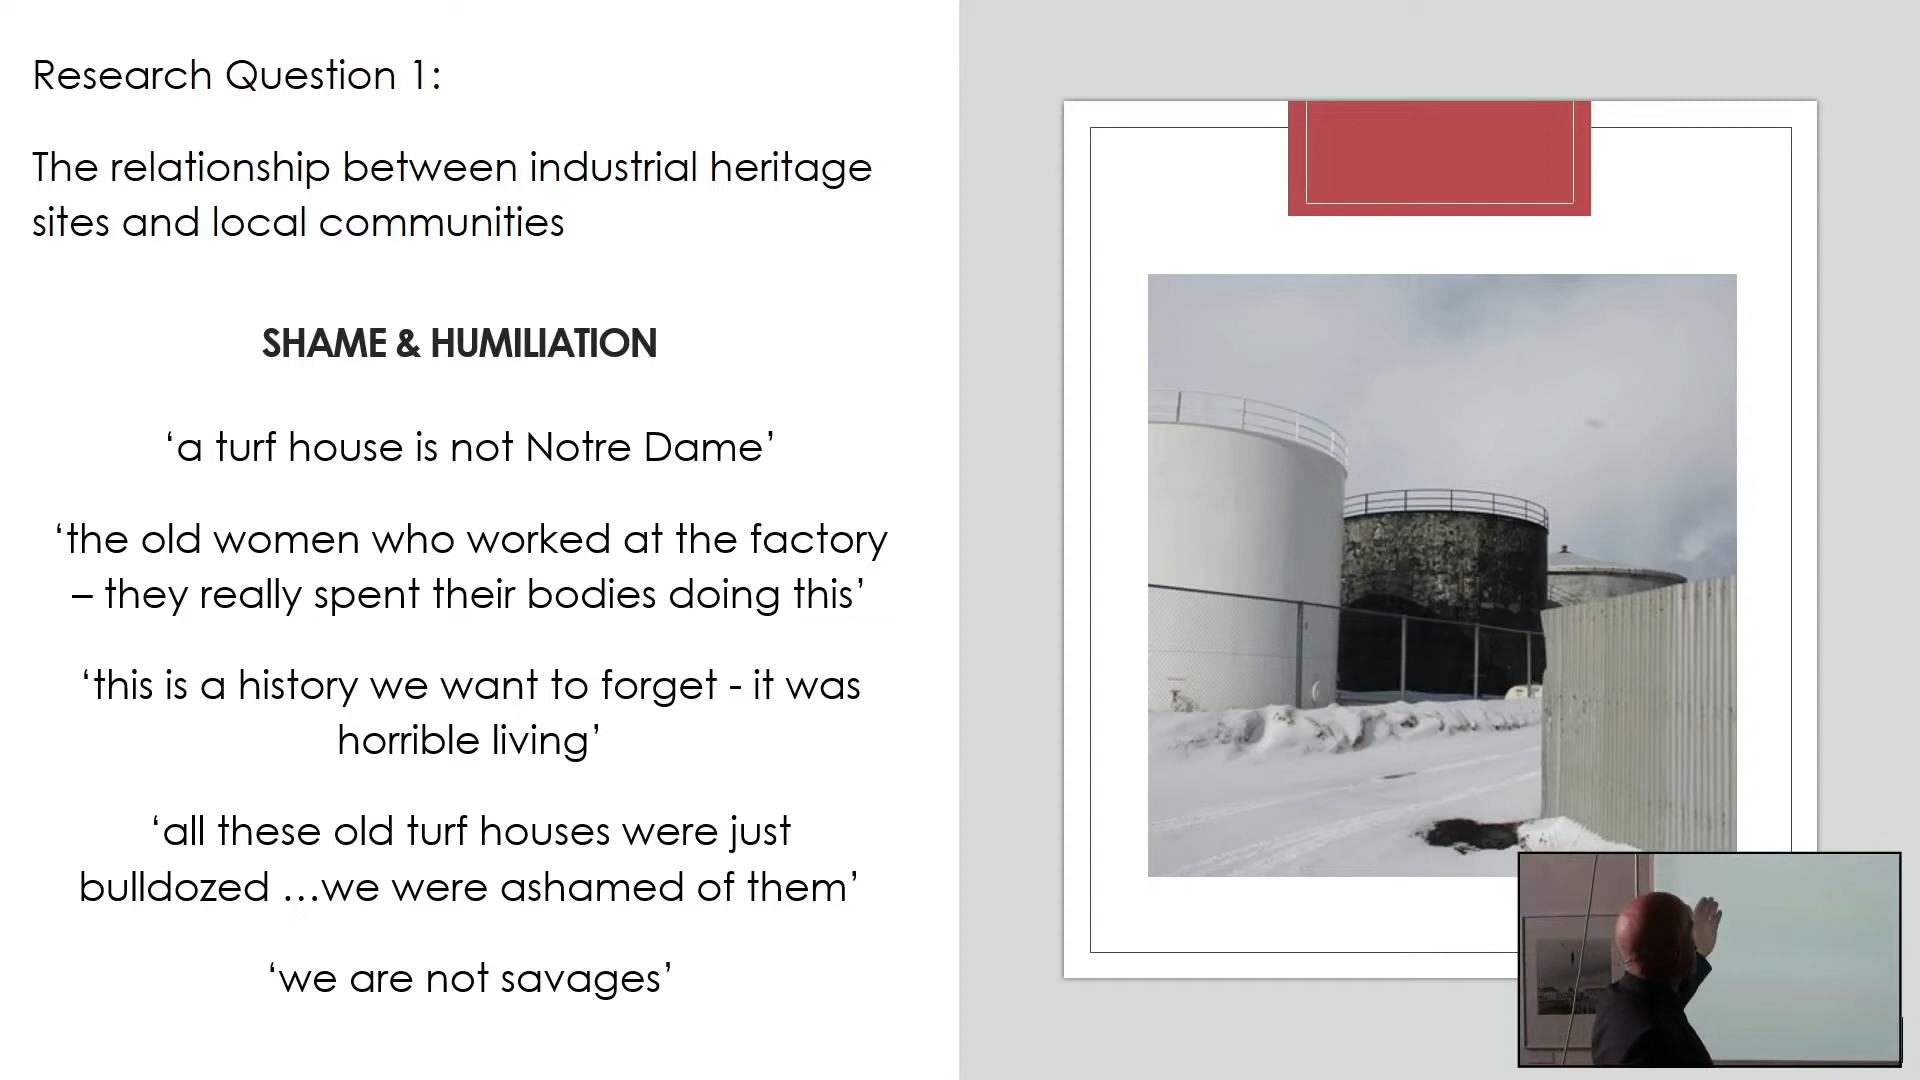 Research Question 1:
The relationship between industrial heritage
sites and local communities
SHAME & HUMILIATION
‘a turf house is not Notre Dame’
‘the old women who worked at the factory
– they really spent their bodies doing this’
‘this is a history we want to forget - it was
horrible living’
‘all these old turf houses were just
bulldozed …we were ashamed of them’
‘we are not savages’